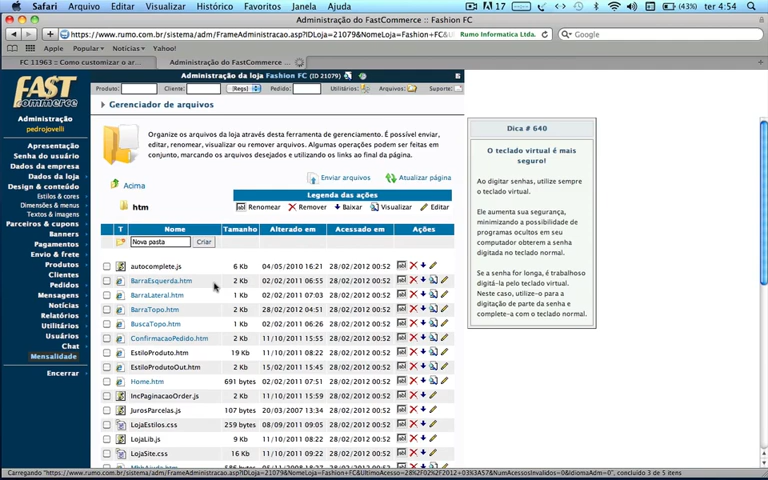 Safari Arquivo Editar Visualizar Histórico Favoritos Janela Ajuda 17 (43%) ter 4:54
Administração do FastCommerce :: Fashion FC
https://www.rumo.com.br/sistema/adm/FrameAdministracao.asp?IDLoja=21079&NomeLoja=Fashion+FC&U Rumo Informatica Ltda. Google
Apple Popular Notícias Yahoo!
FC 11963 :: Como customizar o ar... Administração do FastCommerce ...
FAST commerce
Administração
pedrojovelli
Apresentação
Senha do usuário
Dados da empresa
Dados da loja
Design & conteúdo
Estilos & cores
Dimensões & menus
Textos & imagens
Parceiros & cupons
Banners
Pagamentos
Envio & frete
Produtos
Clientes
Pedidos
Mensagens
Notícias
Relatórios
Utilitários
Usuários
Chat
Mensalidade
Encerrar
Administração da loja Fashion FC (ID 21079)
Produto: Cliente: (Regs) Pedido: Utilitários: Arquivos: Suporte:
Gerenciador de arquivos
Organize os arquivos da loja através desta ferramenta de gerenciamento. É possível enviar,
editar, renomear, visualizar ou remover arquivos. Algumas operações podem ser feitas em
conjunto, marcando os arquivos desejados e utilizando os links ao final da página.
Enviar arquivos Atualizar página
Acima
Legenda das ações
htm
Renomear Remover Baixar Visualizar Editar
T Nome Tamanho Alterado em Acessado em Ações
Nova pasta Criar
autocomplete.js 6 Kb 04/05/2010 16:21 28/02/2012 00:52
BarraEsquerda.htm 2 Kb 02/02/2011 06:55 28/02/2012 00:52
BarraLateral.htm 1 Kb 02/02/2011 07:03 28/02/2012 00:52
BarraTopo.htm 2 Kb 28/02/2012 04:51 28/02/2012 00:52
BuscaTopo.htm 1 Kb 02/02/2011 06:26 28/02/2012 00:52
ConfirmacaoPedido.htm 2 Kb 11/10/2011 15:55 28/02/2012 00:52
EstiloProduto.htm 19 Kb 11/10/2011 08:22 28/02/2012 00:52
EstiloProdutoOut.htm 2 Kb 15/02/2011 14:45 28/02/2012 00:52
Home.htm 691 bytes 02/02/2011 07:51 28/02/2012 00:52
IncPaginacaoOrder.js 2 Kb 11/10/2011 08:22 28/02/2012 00:52
JurosParcelas.js 107 bytes 20/03/2007 13:34 28/02/2012 00:52
LojaEstilos.css 259 bytes 08/09/2011 09:05 28/02/2012 00:52
LojaLib.js 9 Kb 11/10/2011 08:22 28/02/2012 00:52
LojaSite.css 16 Kb 11/10/2011 15:54 28/02/2012 00:52
Dica # 640
O teclado virtual é mais
seguro!
Ao digitar senhas, utilize sempre
o teclado virtual.
Ele aumenta sua segurança,
minimizando a possibilidade de
programas ocultos em seu
computador obterem a senha
digitada no teclado normal.
Se a senha for longa, é trabalhoso
digitá-la pelo teclado virtual.
Neste caso, utilize-o para a
digitação de parte da senha e
complete-a com o teclado normal.